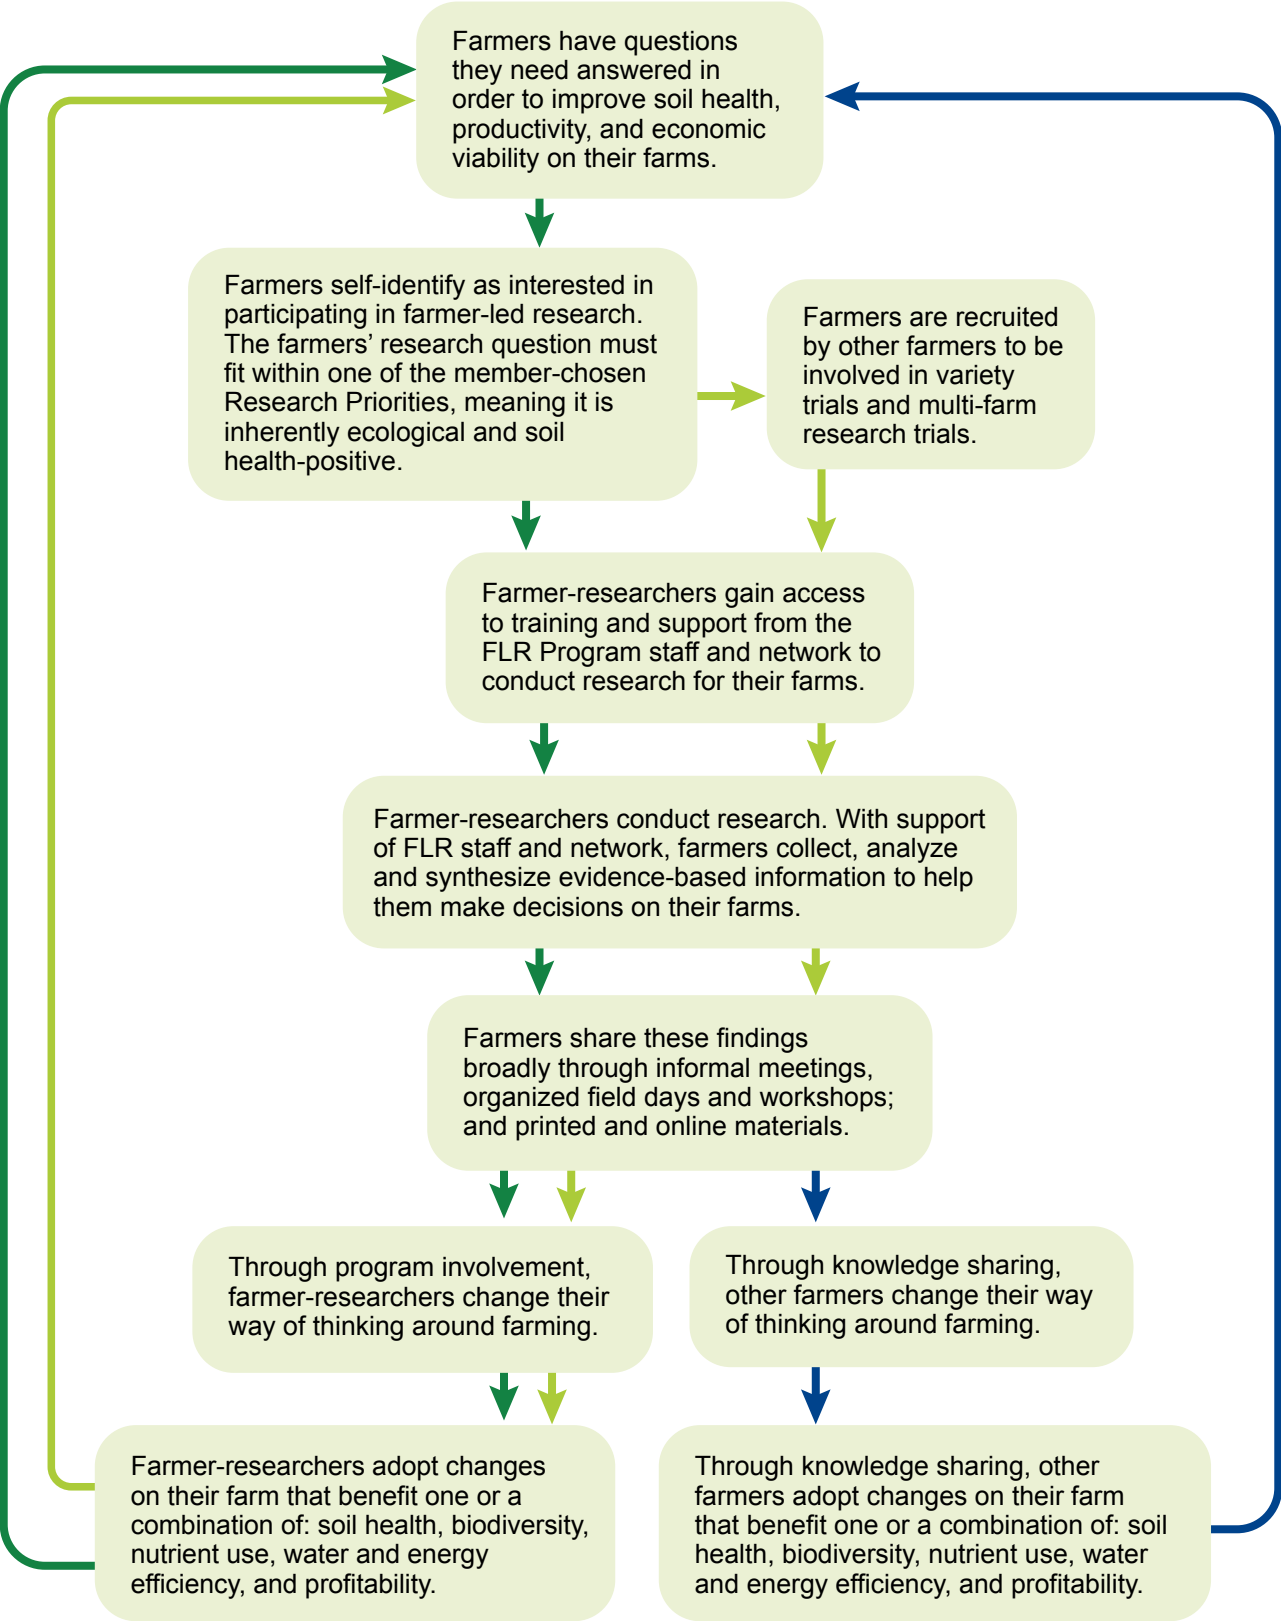 Farmers have questions
they need answered in
order to improve soil health,
productivity, and economic
viability on their farms.
Farmers self-identify as interested in
participating in farmer-led research.
The farmers’ research question must
fit within one of the member-chosen
Research Priorities, meaning it is
inherently ecological and soil
health-positive.
Farmers are recruited
by other farmers to be
involved in variety
trials and multi-farm
research trials.
Farmer-researchers gain access
to training and support from the
FLR Program staff and network to
conduct research for their farms.
Farmer-researchers conduct research. With support
of FLR staff and network, farmers collect, analyze
and synthesize evidence-based information to help
them make decisions on their farms.
Farmers share these findings
broadly through informal meetings,
organized field days and workshops;
and printed and online materials.
Through program involvement,
farmer-researchers change their
way of thinking around farming.
Through knowledge sharing,
other farmers change their way
of thinking around farming.
Farmer-researchers adopt changes
on their farm that benefit one or a
combination of: soil health, biodiversity,
nutrient use, water and energy
efficiency, and profitability.
Through knowledge sharing, other
farmers adopt changes on their farm
that benefit one or a combination of: soil
health, biodiversity, nutrient use, water
and energy efficiency, and profitability.